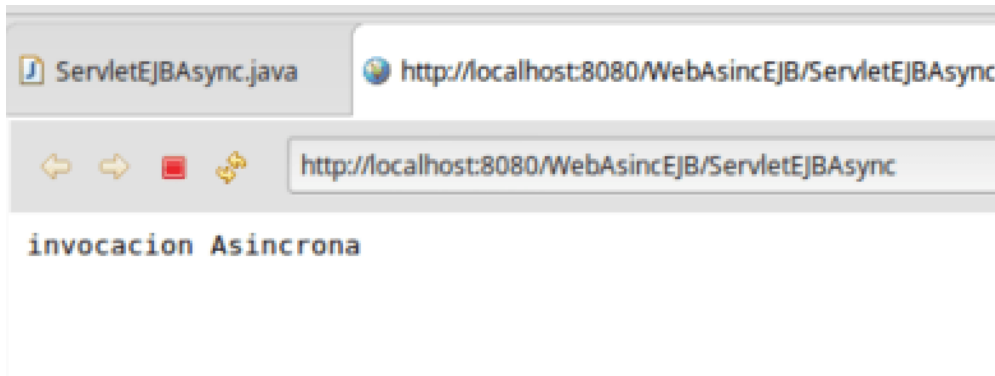 ServletEJBAsync.java
http://localhost:8080/WebAsincEJB/ServletEJBAsync
http://localhost:8080/WebAsincEJB/ServletEJBAsync
invocacion Asincrona